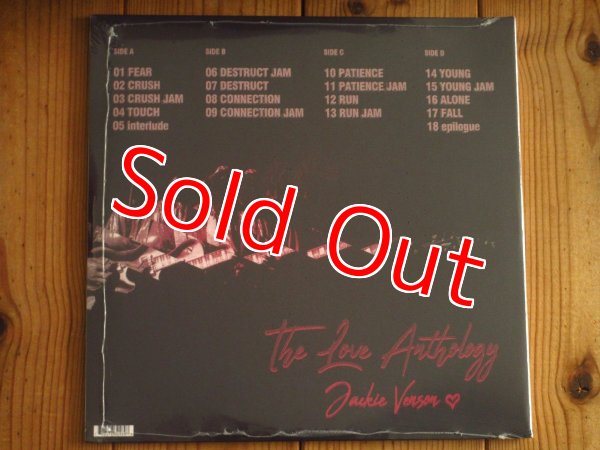 SIDE A
01 FEAR
02 CRUSH
03 CRUSH JAM
04 TOUCH
05 interlude
SIDE B
06 DESTRUCT JAM
07 DESTRUCT
08 CONNECTION
09 CONNECTION JAM
SIDE C
10 PATIENCE
11 PATIENCE JAM
12 RUN
13 RUN JAM
SIDE D
14 YOUNG
15 YOUNG JAM
16 ALONE
17 FALL
18 epilogue
Sold Out
The Love Anthology
Jackie Venson